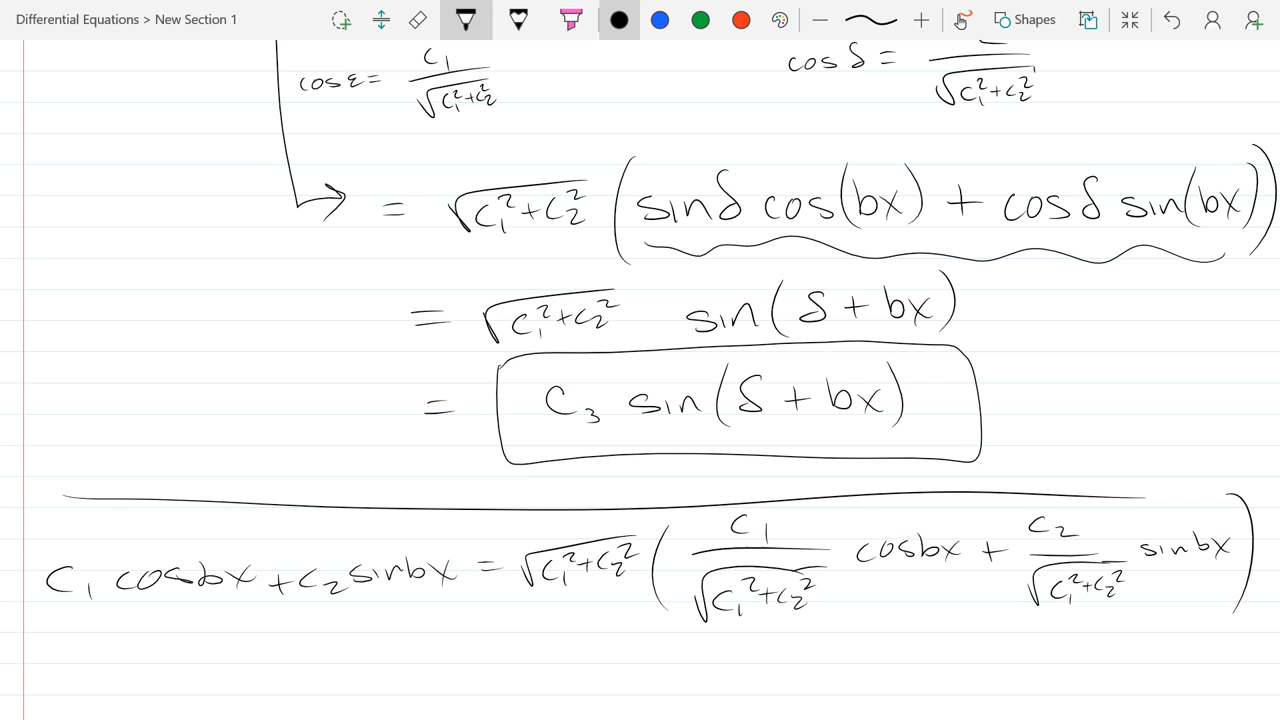 Differential Equations > New Section 1
Shapes
cos ε = C₁ / √(C₁² + C₂²)
cos δ = / √(C₁² + C₂²)
= √(C₁² + C₂²) (sin δ cos(bx) + cos δ sin(bx))
= √(C₁² + C₂²) sin(δ + bx)
= C₃ sin(δ + bx)
C₁ cos bx + C₂ sin bx = √(C₁² + C₂²) (C₁ / √(C₁² + C₂²) cos bx + C₂ / √(C₁² + C₂²) sin bx)